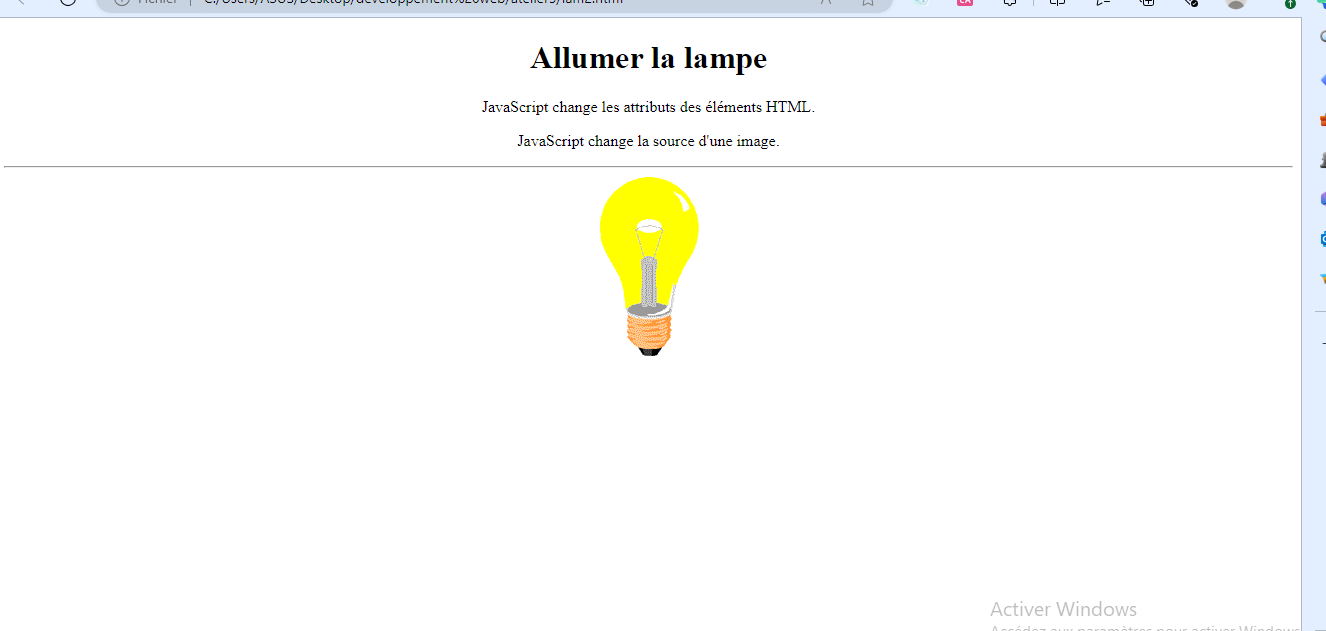 Fichier
C:/Users/ASUS/Desktop/developpement%20web/atelier5/lam2.html
Allumer la lampe
JavaScript change les attributs des éléments HTML.
JavaScript change la source d'une image.
Activer Windows
Accédez aux paramètres pour activer Windows